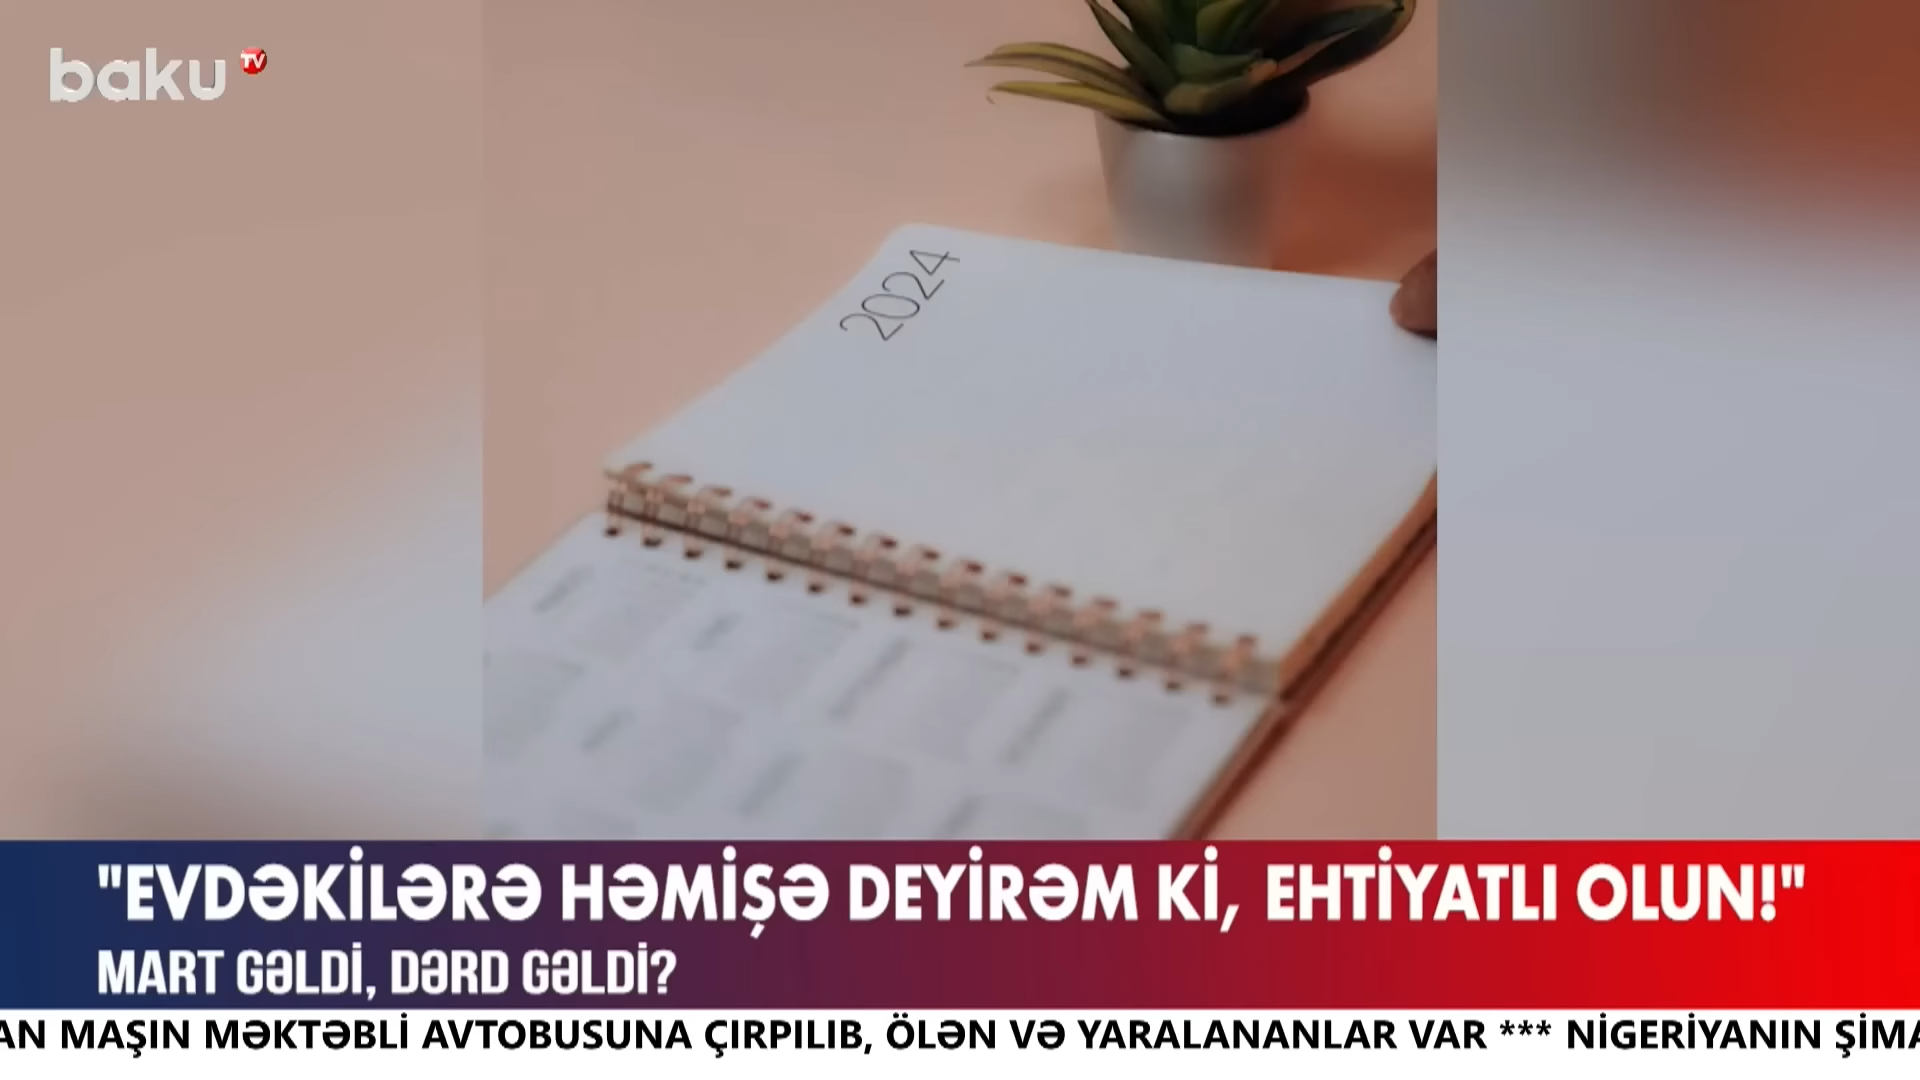 baku TV
2024
"EVDƏKİLƏRƏ HƏMİŞƏ DEYİRƏM Kİ, EHTİYATLI OLUN!"
MART GƏLDİ, DƏRD GƏLDİ?
MAŞIN MƏKTƏBLİ AVTOBUSUNA ÇIRPILIB, ÖLƏN VƏ YARALANANLAR VAR *** NİGERİYANIN